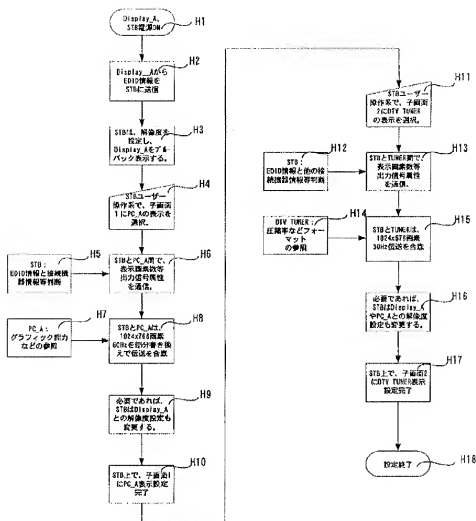 Display_A、
STB電源ON
H1
Display_Aから
EDID情報を
STBに送信
H2
STBは、解像度を
設定し、
Display_Aをブルー
バック表示する。
H3
STBユーザー
操作系で、子画面
1にPC_Aの表示を
選択。
H4
STB：
EDID情報と接続機
器情報等判断
H5
STBとPC_A間で、
表示画素数等
出力信号属性
を通信。
H6
PC_A：
グラフィック能力
などの参照
H7
STBとPC_Aは、
1024x768画素
60Hzを部分書き換
えで伝送を合意
H8
必要であれば、
STBはDisplay_A
との解像度設定も
変更する。
H9
STB上で、子画面1
にPC_A表示設定
完了
H10
STBユーザー
操作系で、子画面
2にDTV TUNER
の表示を選択。
H11
STB：
EDID情報と他の接
続機器情報等判断
H12
STBとTUNER間で、
表示画素数等
出力信号属性
を通信。
H13
DTV TUNER：
圧縮率などフォー
マット
の参照
H14
STBとTUNERは、
1024x576画素
30Hz伝送を合意
H15
必要であれば、
STBはDisplay_A
やPC_Aとの解像度
設定も変更する。
H16
STB上で、子画面2
にDTV TUNER表示
設定完了
H17
設定終了
H18